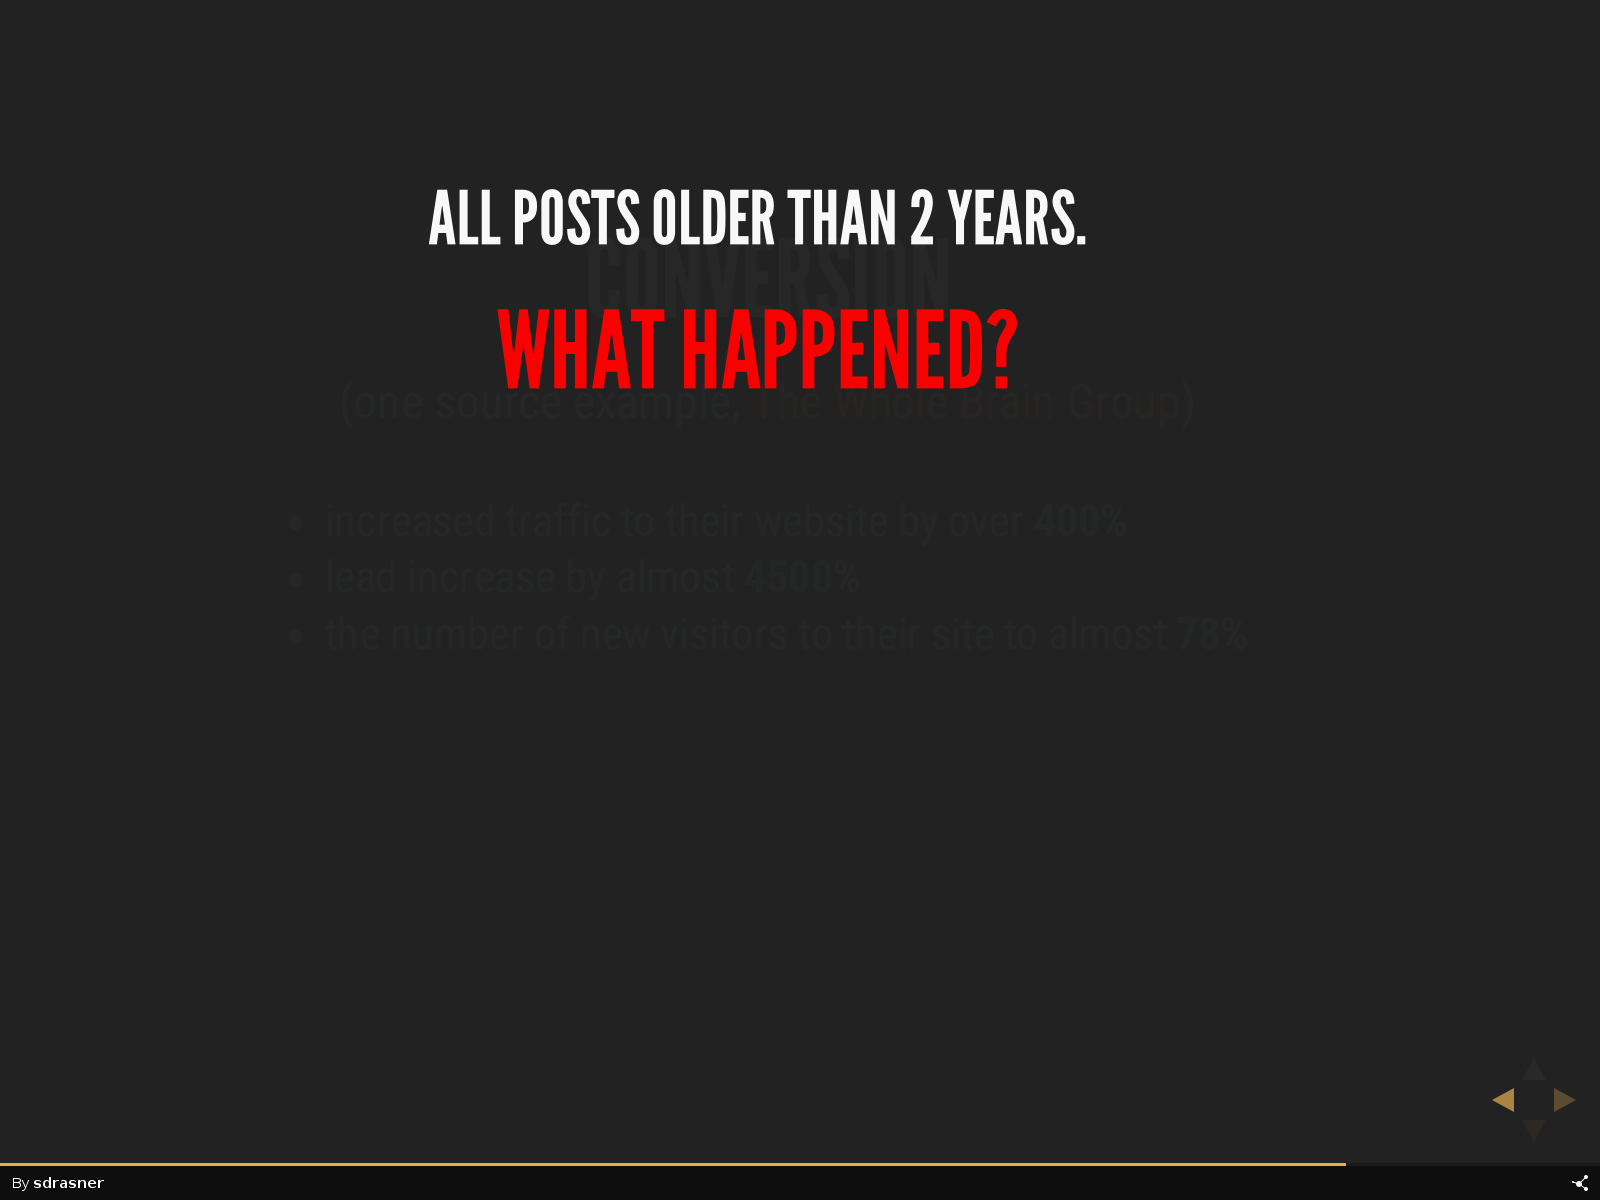 ALL POSTS OLDER THAN 2 YEARS.
CONVERSION
WHAT HAPPENED?
(one source example, The Whole Brain Group)
increased traffic to their website by over 400%
lead increase by almost 4500%
the number of new visitors to their site to almost 78%
By sdrasner